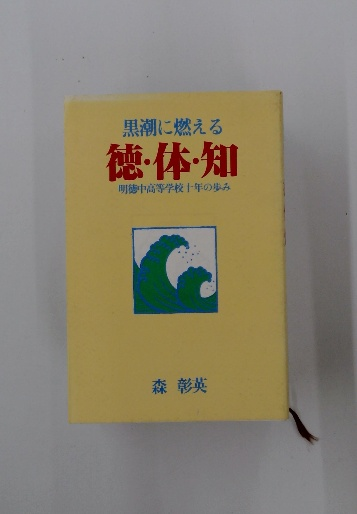 黒潮に燃える
徳・体・知
明徳中高等学校十年の歩み
森 彰英